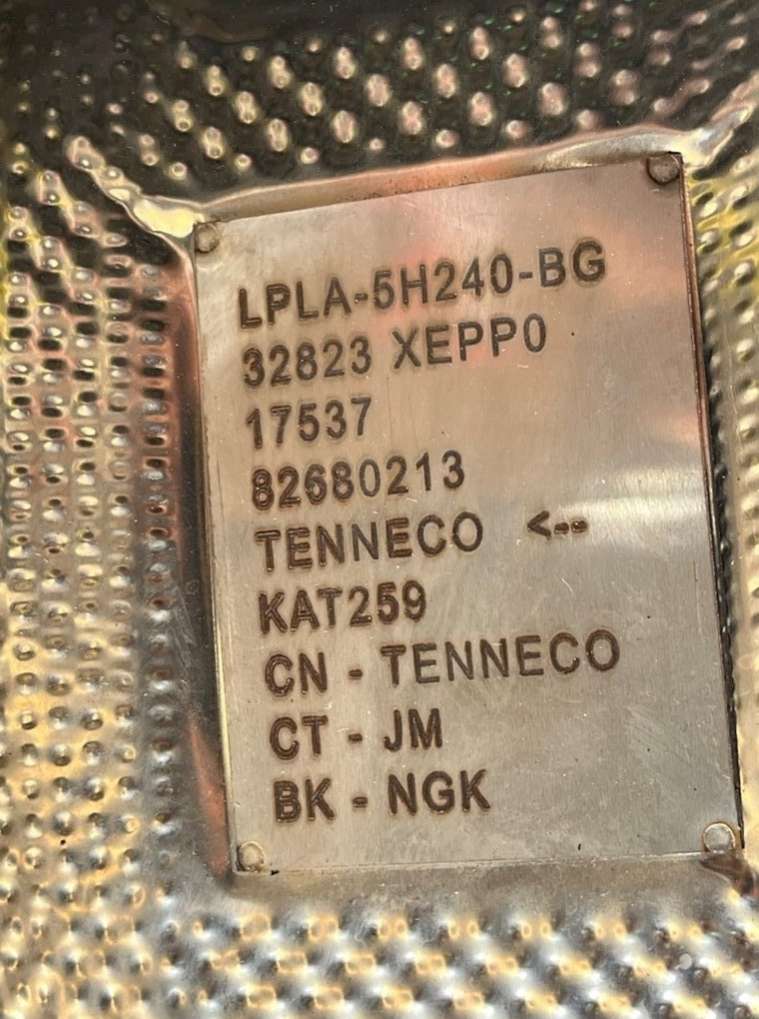 LPLA-5H240-BG
32823 XEPP0
17537
82680213
TENNECO <--
KAT259
CN - TENNECO
CT - JM
BK - NGK